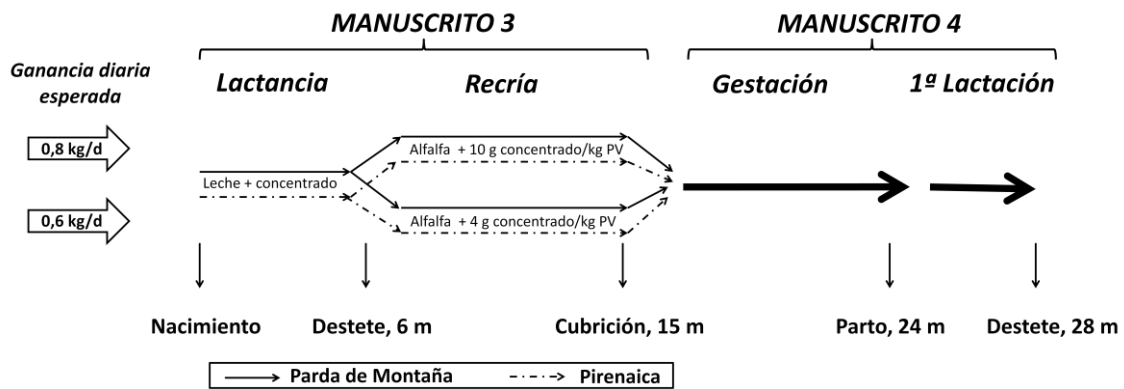 MANUSCRITO 3
MANUSCRITO 4
Ganancia diaria
esperada
Lactancia
Recría
Gestación
1ª Lactación
0,8 kg/d
Alfalfa + 10 g concentrado/kg PV
Leche + concentrado
0,6 kg/d
Alfalfa + 4 g concentrado/kg PV
Nacimiento
Destete, 6 m
Cubrición, 15 m
Parto, 24 m
Destete, 28 m
Parda de Montaña
Pirenaica